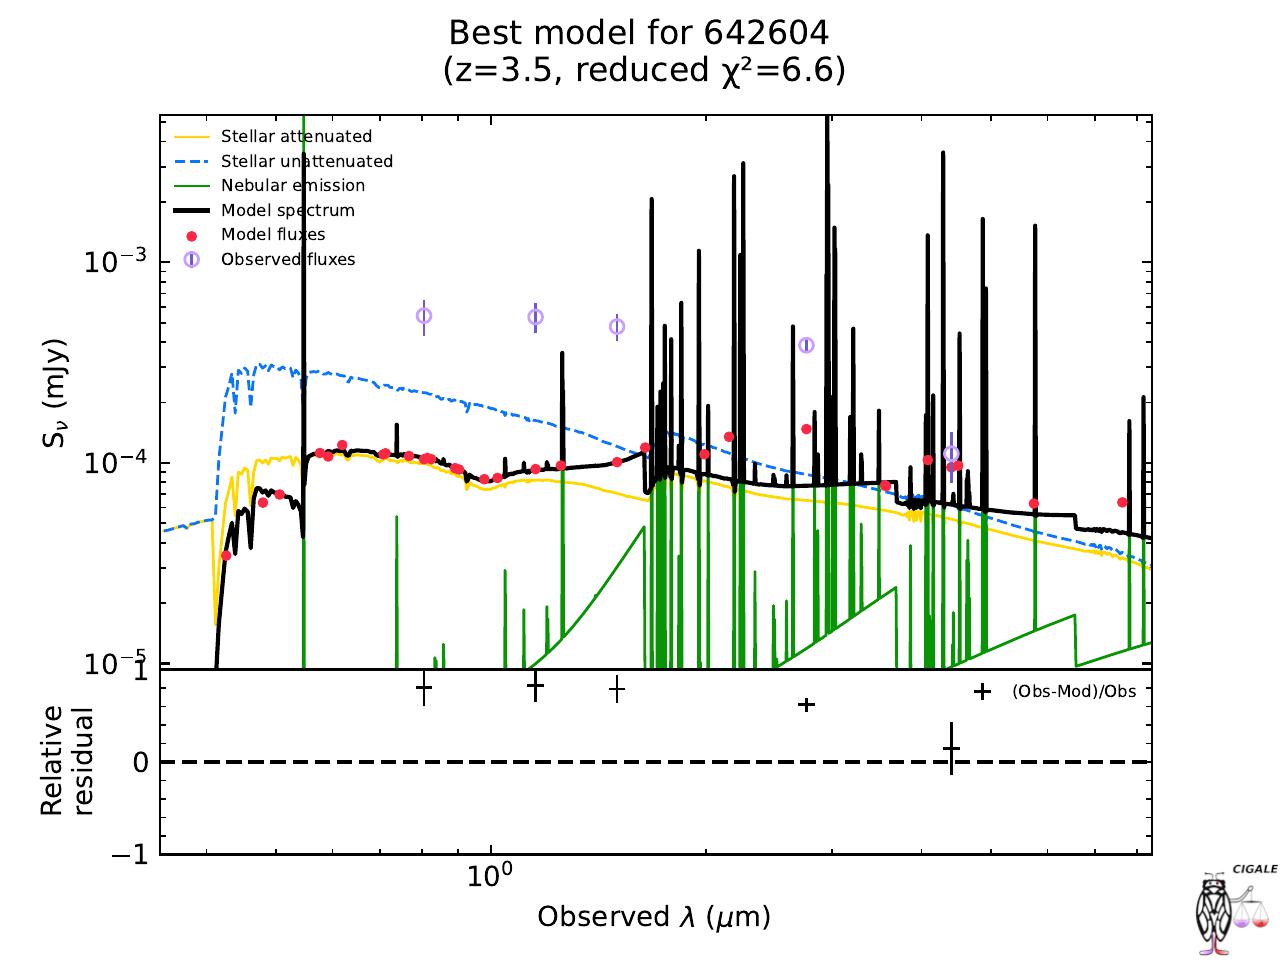 Best model for 642604
(z=3.5, reduced χ²=6.6)
Stellar attenuated
Stellar unattenuated
Nebular emission
Model spectrum
Model fluxes
Observed fluxes
S_ν (mJy)
10⁻³
10⁻⁴
10⁻⁵
1
0
−1
Relative
residual
(Obs-Mod)/Obs
10⁰
Observed λ (μm)
CIGALE